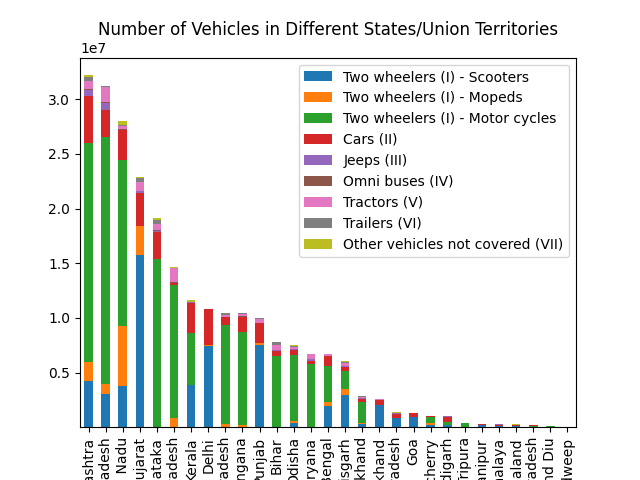 Number of Vehicles in Different States/Union Territories
1e7
3.0
2.5
2.0
1.5
1.0
0.5
Two wheelers (I) - Scooters
Two wheelers (I) - Mopeds
Two wheelers (I) - Motor cycles
Cars (II)
Jeeps (III)
Omni buses (IV)
Tractors (V)
Trailers (VI)
Other vehicles not covered (VII)
ashtra
adesh
Nadu
ujarat
ataka
adesh
Kerala
Delhi
adesh
ngana
Punjab
Bihar
Odisha
aryana
Bengal
isgarh
khand
khand
adesh
Goa
cherry
digarh
Tripura
anipur
alaya
aland
adesh
nd Diu
dweep